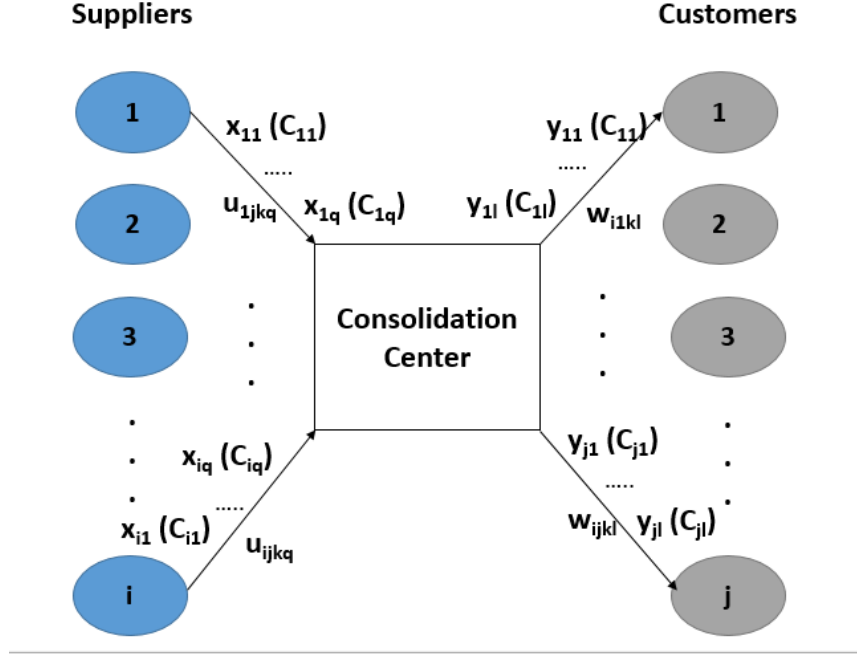 Suppliers
Customers
1
x11 (C11)
.....
u1jkq
x1q (C1q)
y11 (C11)
.....
y1l (C1l)
wi1kl
1
2
2
3
3
Consolidation
Center
xiq (Ciq)
.....
xi1 (Ci1)
uijkq
yj1 (Cj1)
.....
wijkl
yjl (Cjl)
i
j